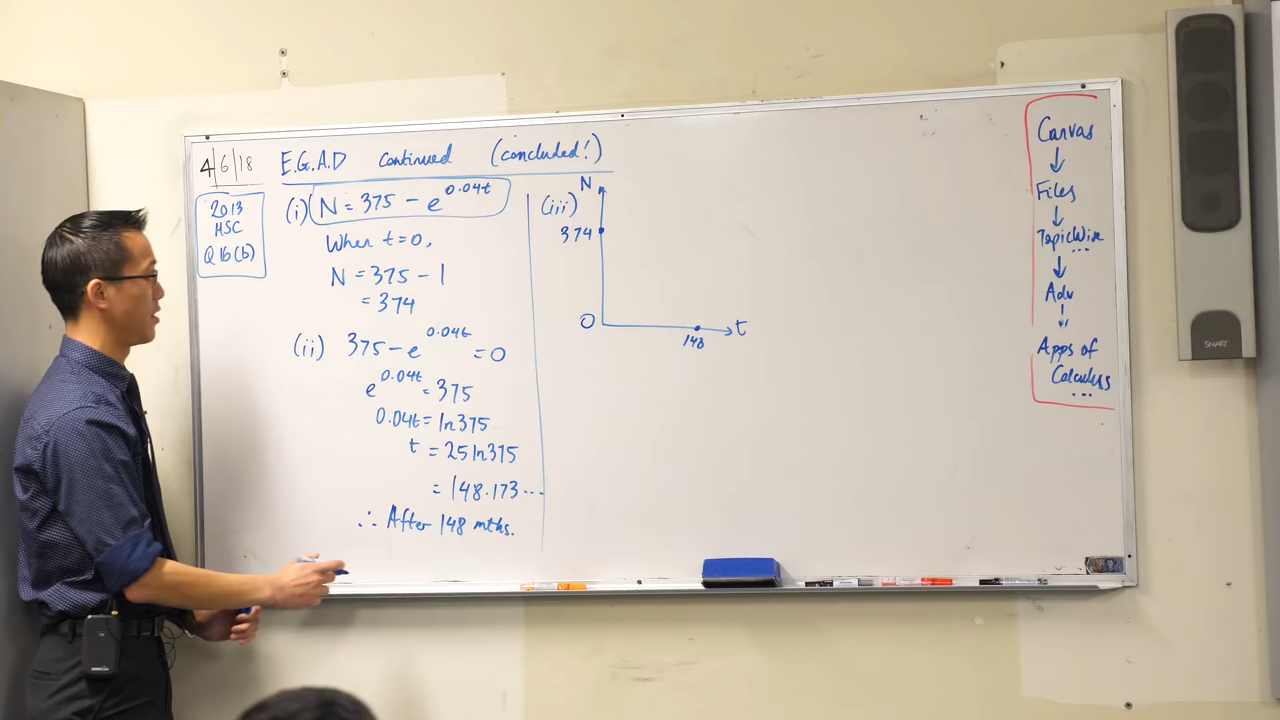 4/6/18 E.G.A.D continued (concluded!)
2013
HSC
Q16(b)
(i) N = 375 - e^0.04t
When t=0,
N = 375 - 1
= 374
(ii) 375 - e^0.04t = 0
e^0.04t = 375
0.04t = ln375
t = 25ln375
= 148.173...
∴ After 148 mths.
(iii) N
374
O t
148
Canvas
↓
Files
↓
TopicWise
...
↓
Adv
↓
Apps of
Calculus
...
SMART